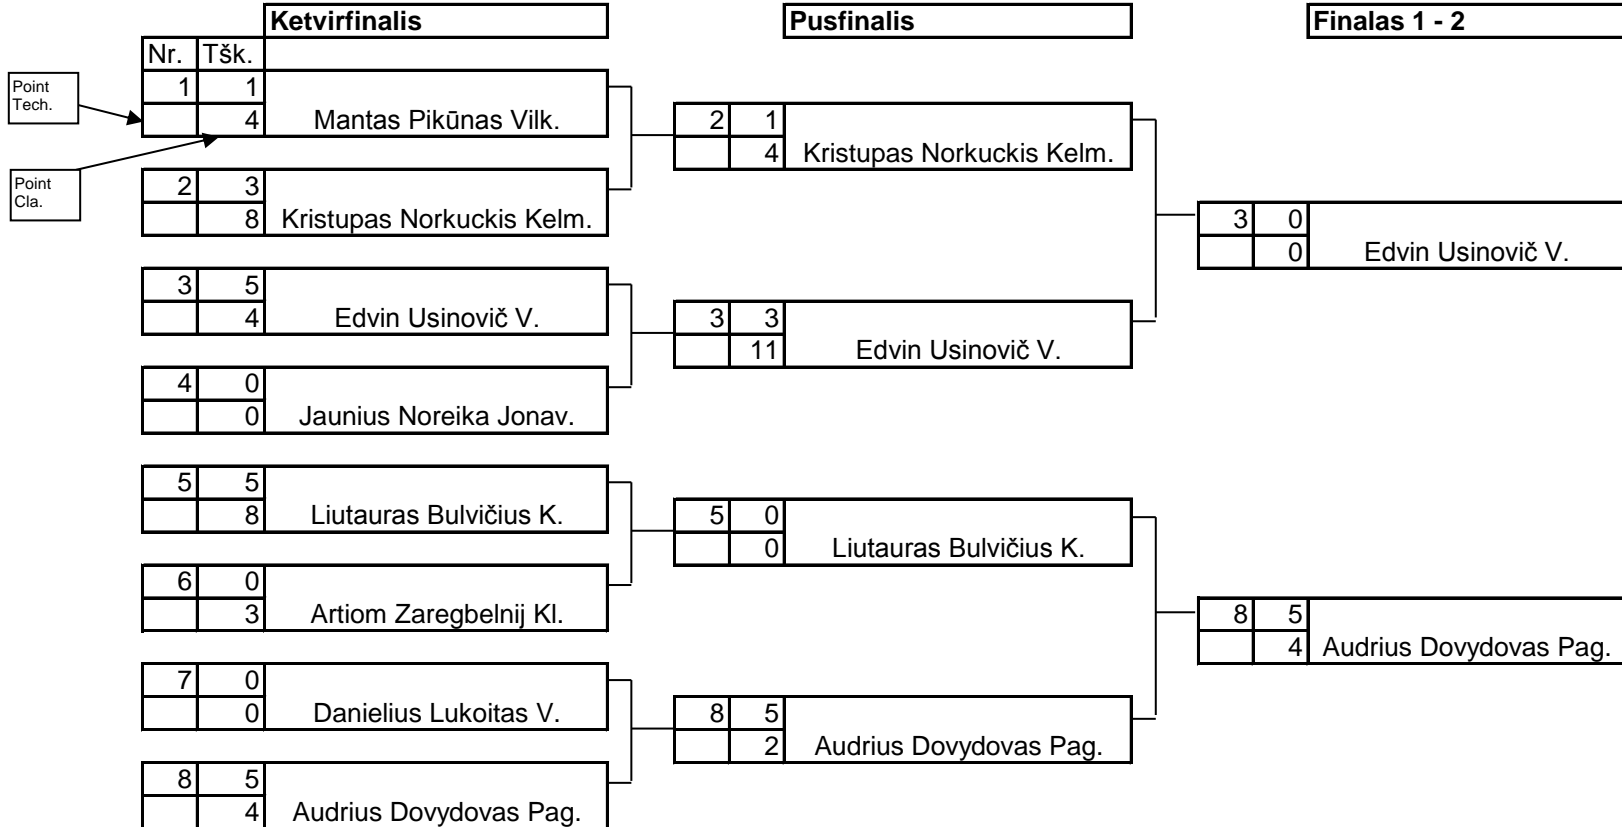 Ketvirfinalis Pusfinalis Finalas 1 - 2
Nr. Tšk.
Point
Tech.
1 1
4 Mantas Pikūnas Vilk.
2 1
4 Kristupas Norkuckis Kelm.
Point
Cla.
2 3
8 Kristupas Norkuckis Kelm.
3 0
0 Edvin Usinovič V.
3 5
4 Edvin Usinovič V.
3 3
11 Edvin Usinovič V.
4 0
0 Jaunius Noreika Jonav.
5 5
8 Liutauras Bulvičius K.
5 0
0 Liutauras Bulvičius K.
6 0
3 Artiom Zaregbelnij Kl.
8 5
4 Audrius Dovydovas Pag.
7 0
0 Danielius Lukoitas V.
8 5
2 Audrius Dovydovas Pag.
8 5
4 Audrius Dovydovas Pag.